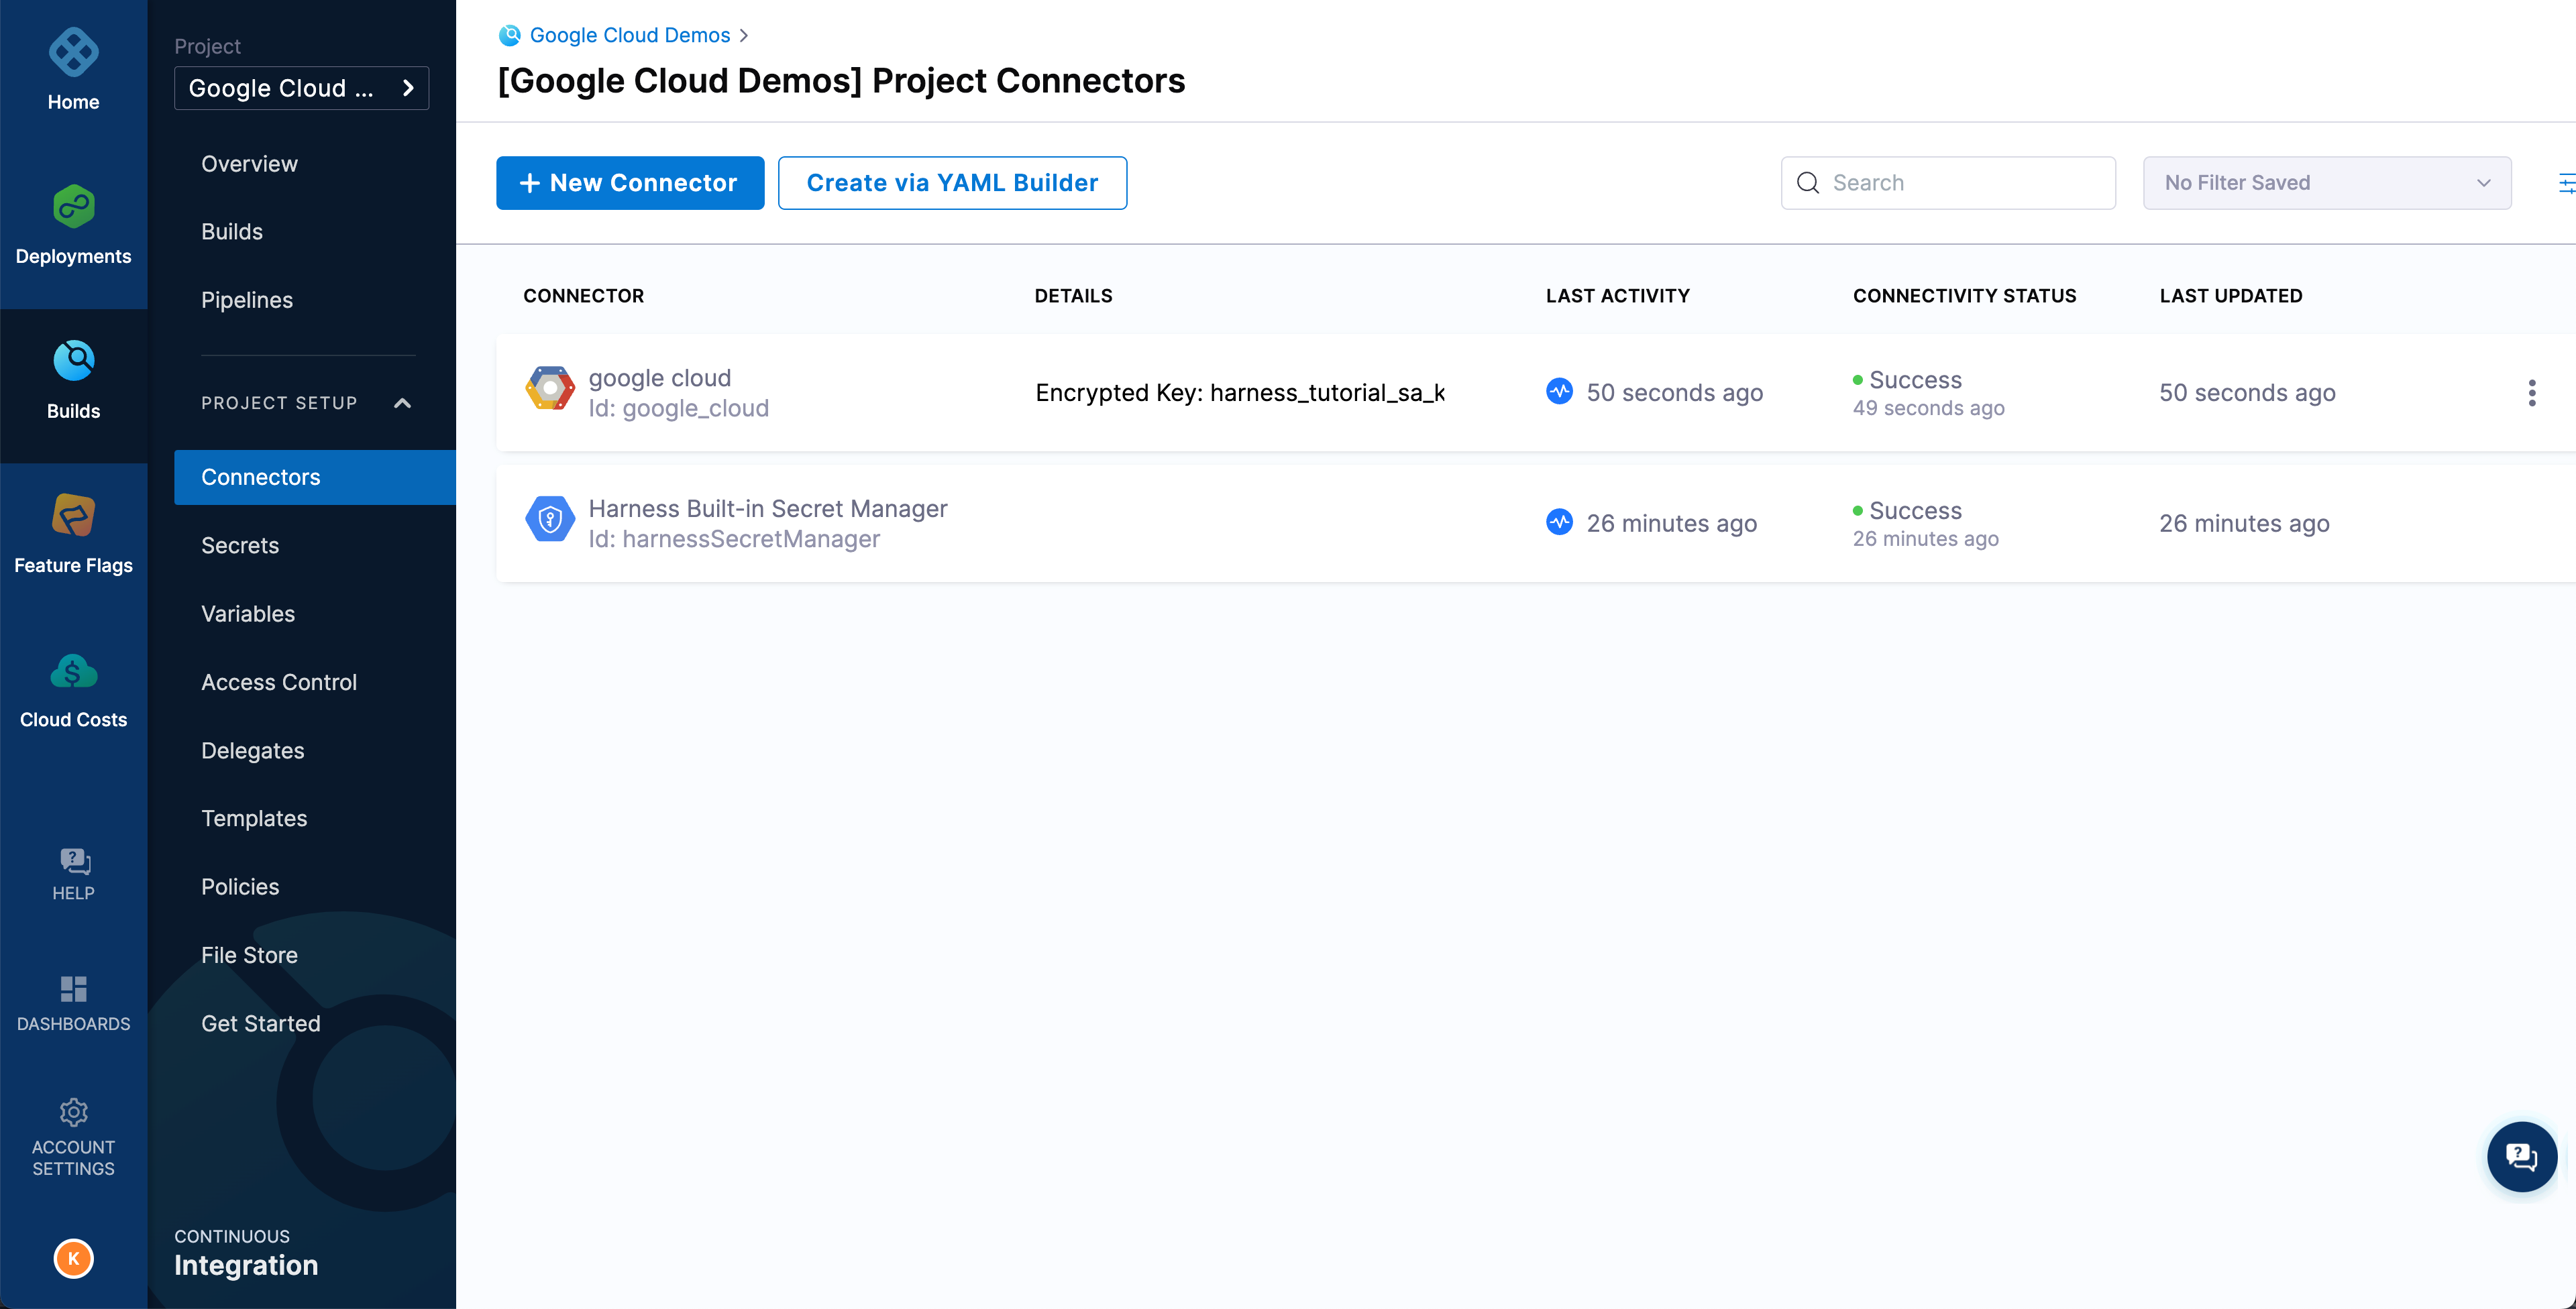 Home
Deployments
Builds
Feature Flags
Cloud Costs
HELP
DASHBOARDS
ACCOUNT
SETTINGS
K
Project
Google Cloud ...
Overview
Builds
Pipelines
PROJECT SETUP
Connectors
Secrets
Variables
Access Control
Delegates
Templates
Policies
File Store
Get Started
CONTINUOUS
Integration
Google Cloud Demos
[Google Cloud Demos] Project Connectors
+ New Connector
Create via YAML Builder
Search
No Filter Saved
CONNECTOR DETAILS LAST ACTIVITY CONNECTIVITY STATUS LAST UPDATED
google cloud
Id: google_cloud
Encrypted Key: harness_tutorial_sa_k
50 seconds ago
Success
49 seconds ago
50 seconds ago
Harness Built-in Secret Manager
Id: harnessSecretManager
26 minutes ago
Success
26 minutes ago
26 minutes ago